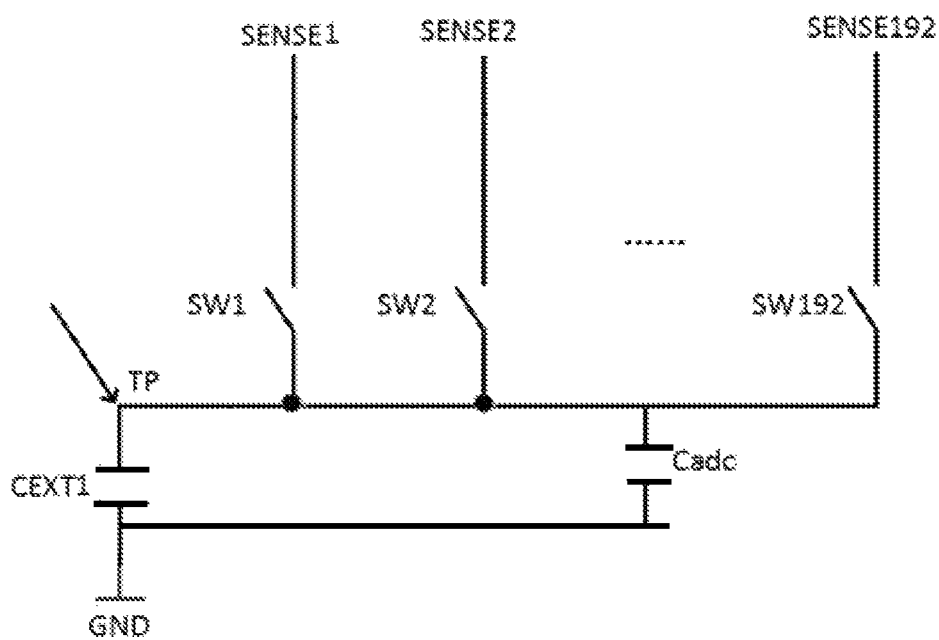 SENSE1
SENSE2
SENSE192
SW1
SW2
SW192
TP
CEXT1
Cadc
GND